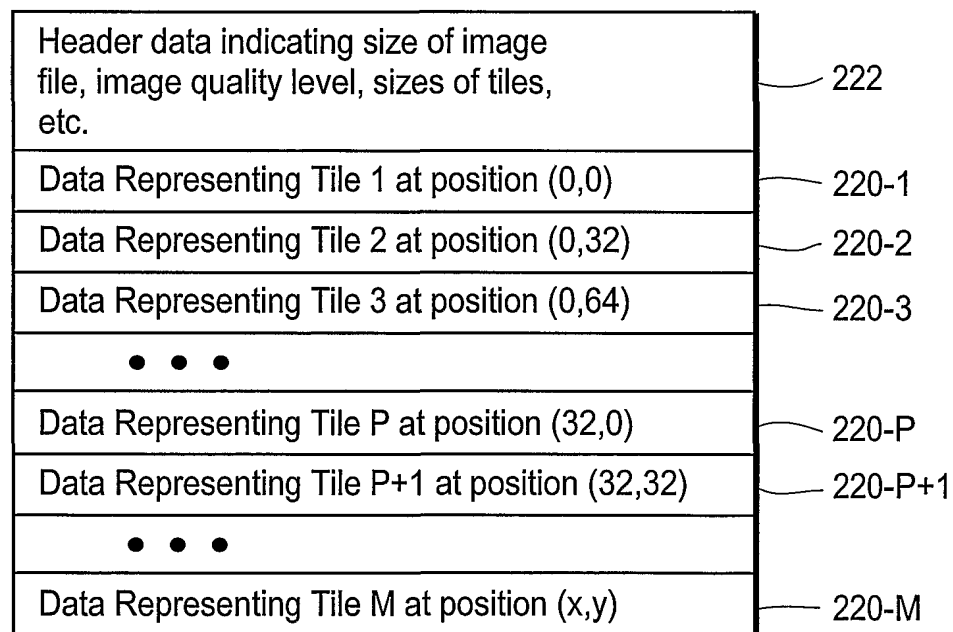 Header data indicating size of image
file, image quality level, sizes of tiles,
etc.
222
Data Representing Tile 1 at position (0,0)
220-1
Data Representing Tile 2 at position (0,32)
220-2
Data Representing Tile 3 at position (0,64)
220-3
• • •
Data Representing Tile P at position (32,0)
220-P
Data Representing Tile P+1 at position (32,32)
220-P+1
• • •
Data Representing Tile M at position (x,y)
220-M